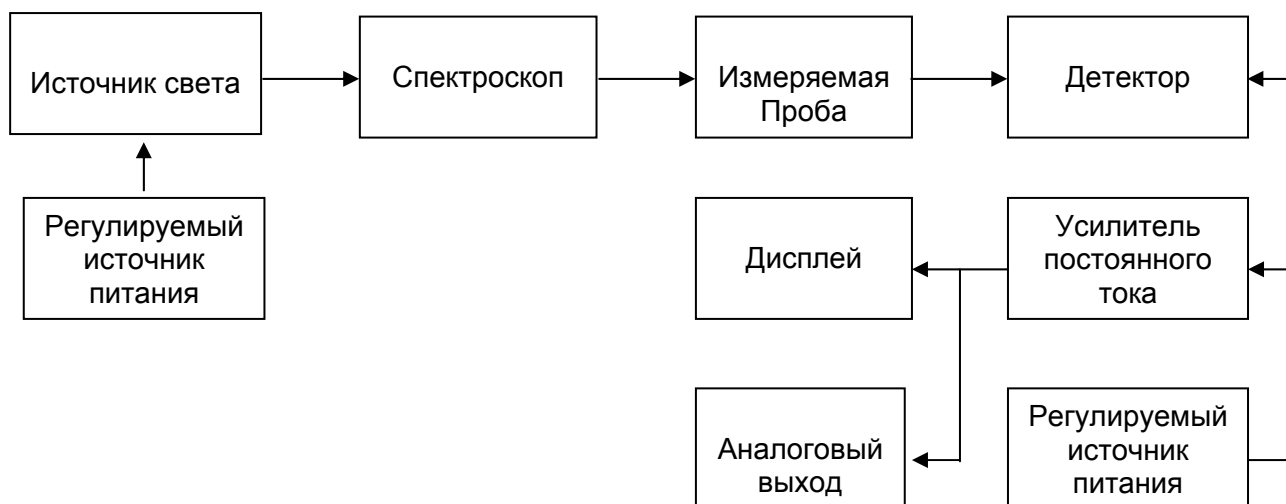 Источник света
Спектроскоп
Измеряемая
Проба
Детектор
Регулируемый
источник
питания
Дисплей
Усилитель
постоянного
тока
Аналоговый
выход
Регулируемый
источник
питания